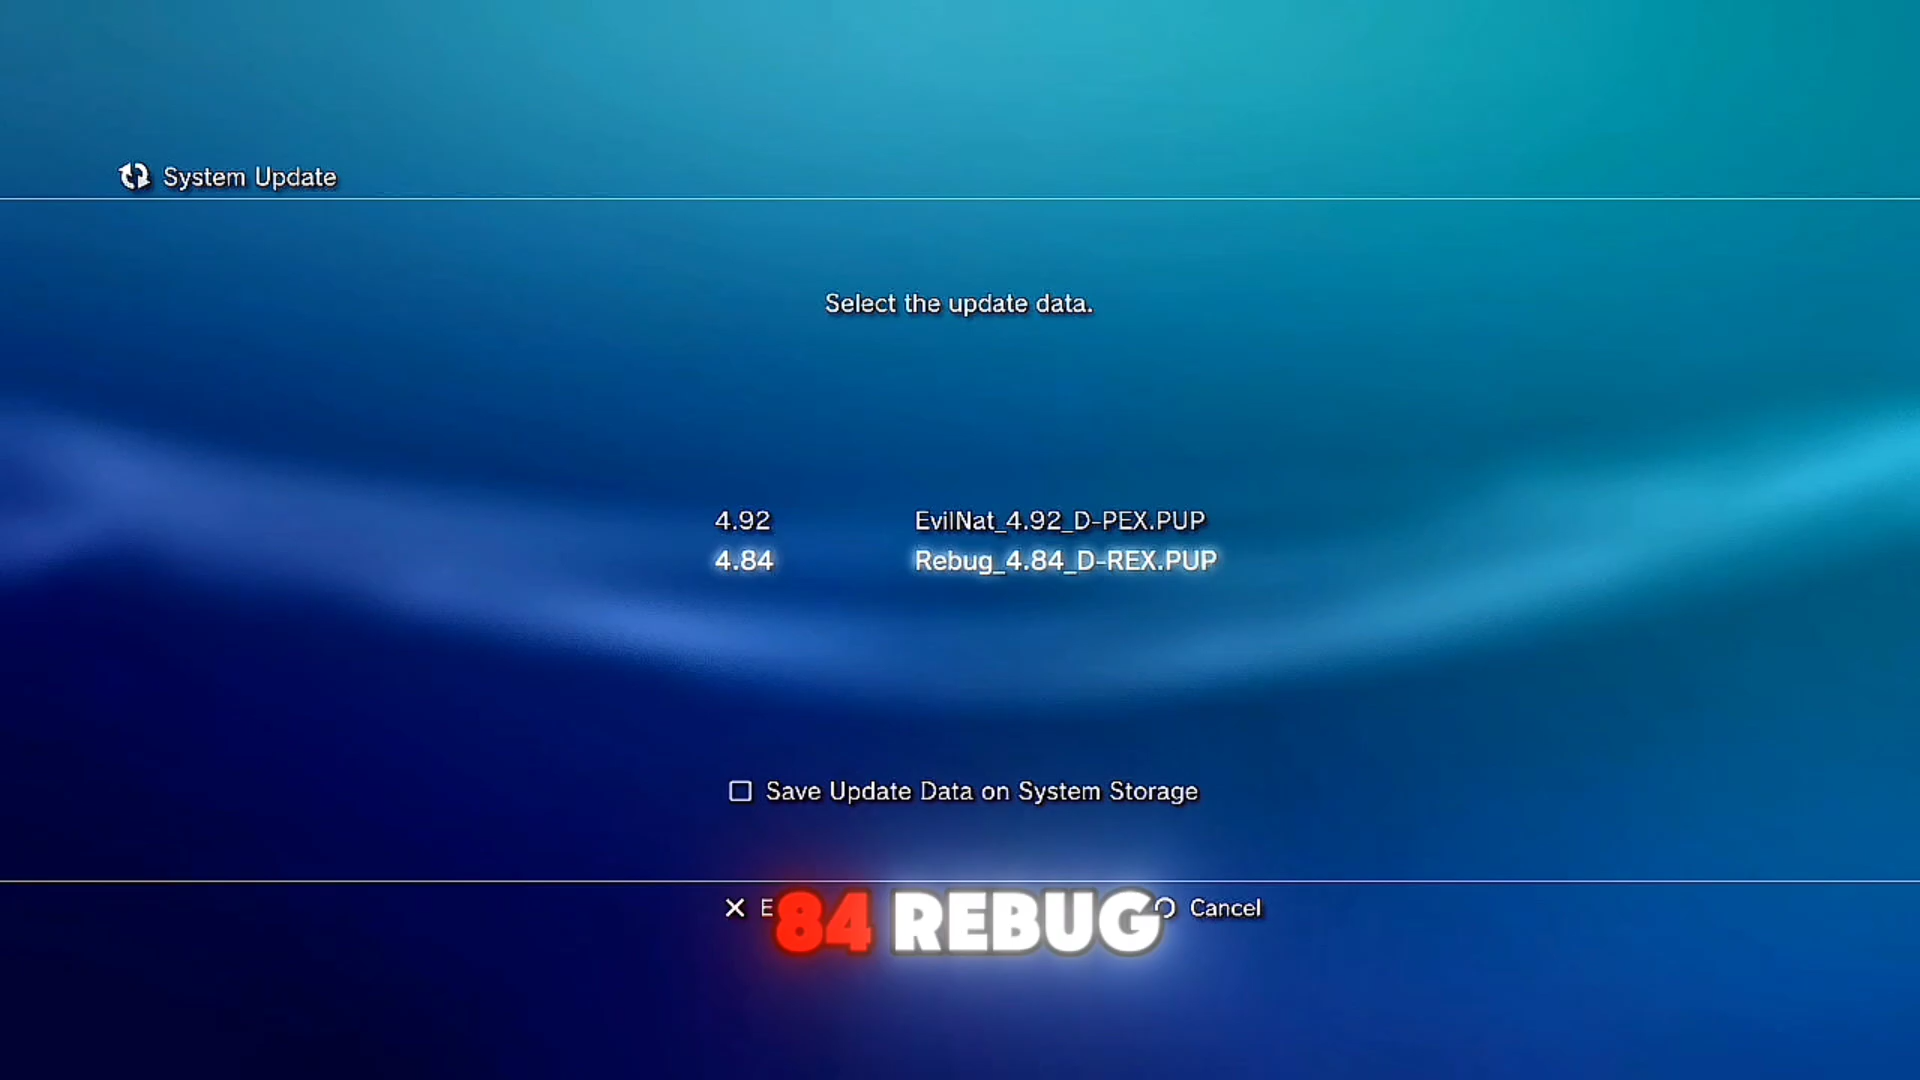 System Update
Select the update data.
4.92 EvilNat_4.92_D-PEX.PUP
4.84 Rebug_4.84_D-REX.PUP
Save Update Data on System Storage
84 REBUG
Cancel